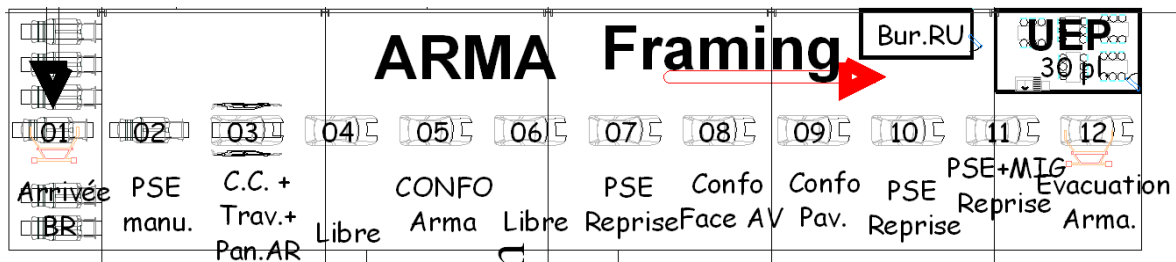 ARMA Framing
Bur.RU
UEP
30 pl
01 02 03 04 05 06 07 08 09 10 11 12
Arrivée
BR
PSE
manu.
C.C. +
Trav.+
Pan.AR
Libre
CONFO
Arma
Libre
PSE
Reprise
Confo
Face AV
Confo
Pav.
PSE
Reprise
PSE+MIG
Reprise
Evacuation
Arma.